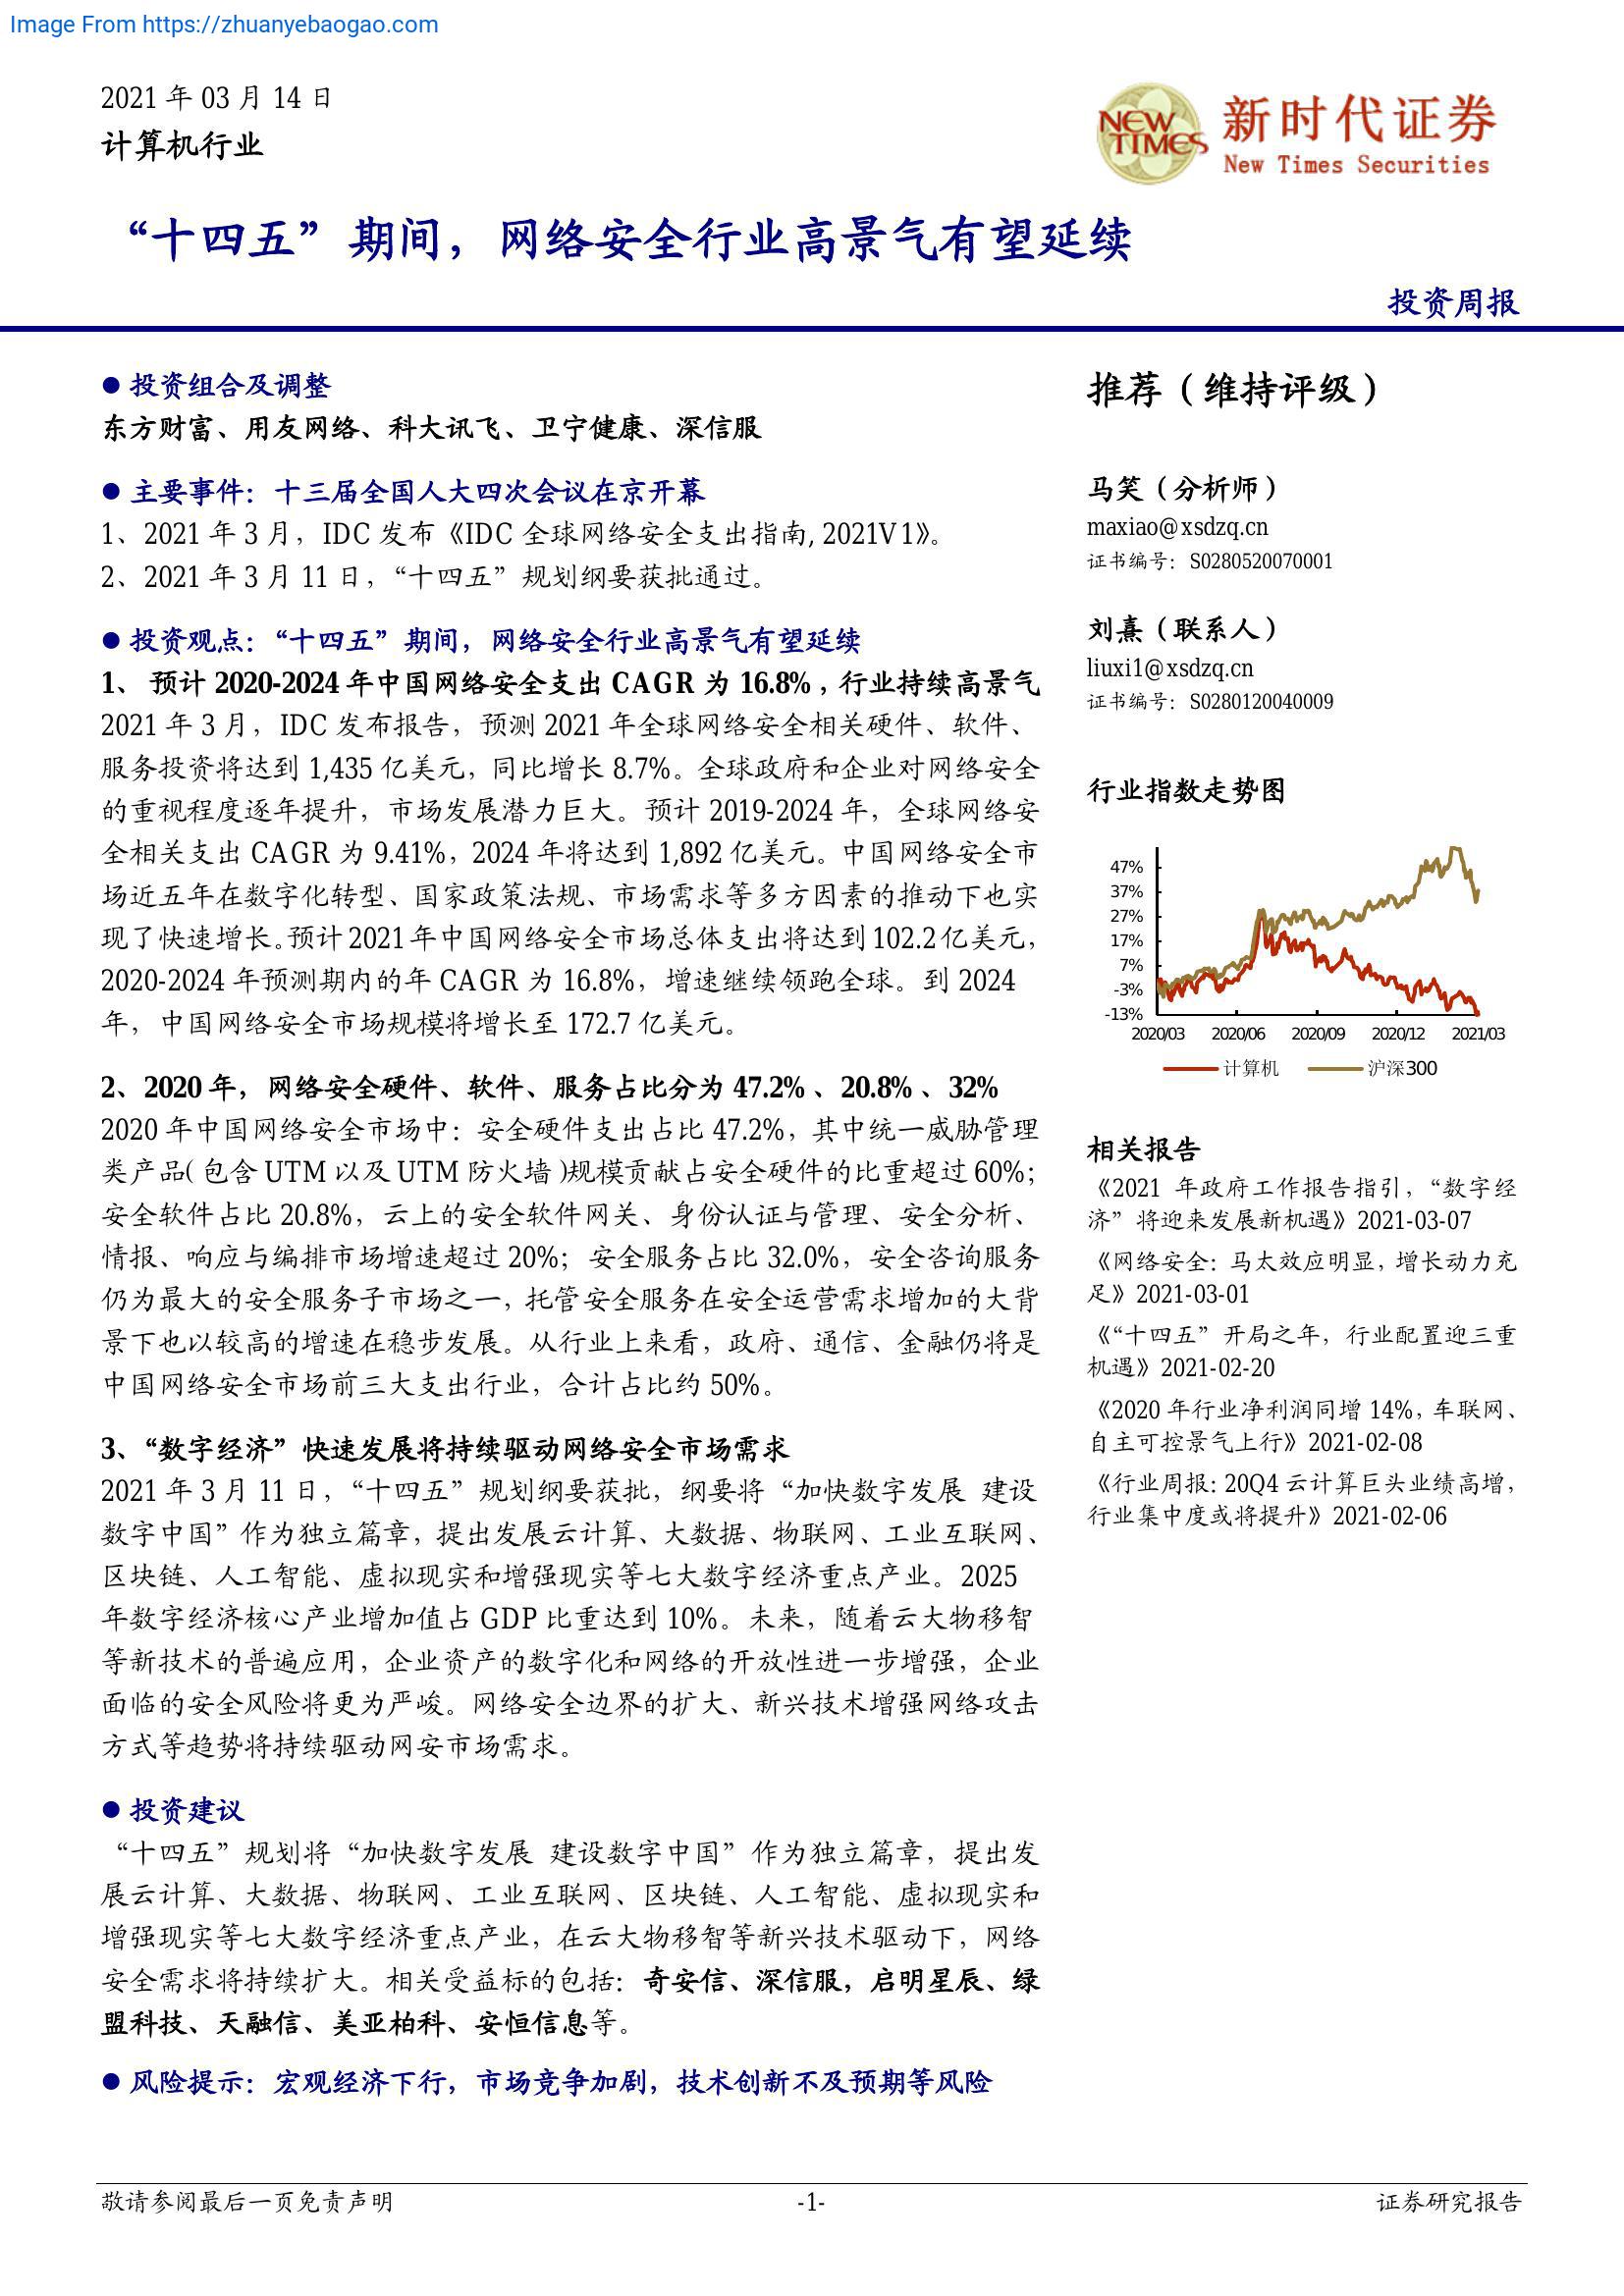 Image From https://zhuanyebaogao.com
2021 年 03 月 14 日
计算机行业
NEW TIMES
新时代证券
New Times Securities
“十四五”期间，网络安全行业高景气有望延续
投资周报
● 投资组合及调整
东方财富、用友网络、科大讯飞、卫宁健康、深信服
● 主要事件：十三届全国人大四次会议在京开幕
1、2021 年 3 月，IDC 发布《IDC 全球网络安全支出指南, 2021V1》。
2、2021 年 3 月 11 日，“十四五”规划纲要获批通过。
● 投资观点：“十四五”期间，网络安全行业高景气有望延续
1、 预计 2020-2024 年中国网络安全支出 CAGR 为 16.8%，行业持续高景气
2021 年 3 月，IDC 发布报告，预测 2021 年全球网络安全相关硬件、软件、
服务投资将达到 1,435 亿美元，同比增长 8.7%。全球政府和企业对网络安全
的重视程度逐年提升，市场发展潜力巨大。预计 2019-2024 年，全球网络安
全相关支出 CAGR 为 9.41%，2024 年将达到 1,892 亿美元。中国网络安全市
场近五年在数字化转型、国家政策法规、市场需求等多方因素的推动下也实
现了快速增长。预计 2021 年中国网络安全市场总体支出将达到 102.2 亿美元，
2020-2024 年预测期内的年 CAGR 为 16.8%，增速继续领跑全球。到 2024
年，中国网络安全市场规模将增长至 172.7 亿美元。
2、2020 年，网络安全硬件、软件、服务占比分为 47.2% 、20.8% 、32%
2020 年中国网络安全市场中：安全硬件支出占比 47.2%，其中统一威胁管理
类产品(包含 UTM 以及 UTM 防火墙)规模贡献占安全硬件的比重超过 60%；
安全软件占比 20.8%，云上的安全软件网关、身份认证与管理、安全分析、
情报、响应与编排市场增速超过 20%；安全服务占比 32.0%，安全咨询服务
仍为最大的安全服务子市场之一，托管安全服务在安全运营需求增加的大背
景下也以较高的增速在稳步发展。从行业上来看，政府、通信、金融仍将是
中国网络安全市场前三大支出行业，合计占比约 50%。
3、“数字经济”快速发展将持续驱动网络安全市场需求
2021 年 3 月 11 日，“十四五”规划纲要获批，纲要将“加快数字发展 建设
数字中国”作为独立篇章，提出发展云计算、大数据、物联网、工业互联网、
区块链、人工智能、虚拟现实和增强现实等七大数字经济重点产业。2025
年数字经济核心产业增加值占 GDP 比重达到 10%。未来，随着云大物移智
等新技术的普遍应用，企业资产的数字化和网络的开放性进一步增强，企业
面临的安全风险将更为严峻。网络安全边界的扩大、新兴技术增强网络攻击
方式等趋势将持续驱动网安市场需求。
● 投资建议
“十四五”规划将“加快数字发展 建设数字中国”作为独立篇章，提出发
展云计算、大数据、物联网、工业互联网、区块链、人工智能、虚拟现实和
增强现实等七大数字经济重点产业，在云大物移智等新兴技术驱动下，网络
安全需求将持续扩大。相关受益标的包括：奇安信、深信服，启明星辰、绿
盟科技、天融信、美亚柏科、安恒信息等。
● 风险提示：宏观经济下行，市场竞争加剧，技术创新不及预期等风险
推荐（维持评级）
马笑（分析师）
maxiao@xsdzq.cn
证书编号：S0280520070001
刘熹（联系人）
liuxi1@xsdzq.cn
证书编号：S0280120040009
行业指数走势图
47%
37%
27%
17%
7%
-3%
-13%
2020/03 2020/06 2020/09 2020/12 2021/03
计算机 沪深300
相关报告
《2021 年政府工作报告指引，“数字经
济”将迎来发展新机遇》2021-03-07
《网络安全：马太效应明显，增长动力充
足》2021-03-01
《“十四五”开局之年，行业配置迎三重
机遇》2021-02-20
《2020 年行业净利润同增 14%，车联网、
自主可控景气上行》2021-02-08
《行业周报：20Q4 云计算巨头业绩高增，
行业集中度或将提升》2021-02-06
敬请参阅最后一页免责声明 -1- 证券研究报告